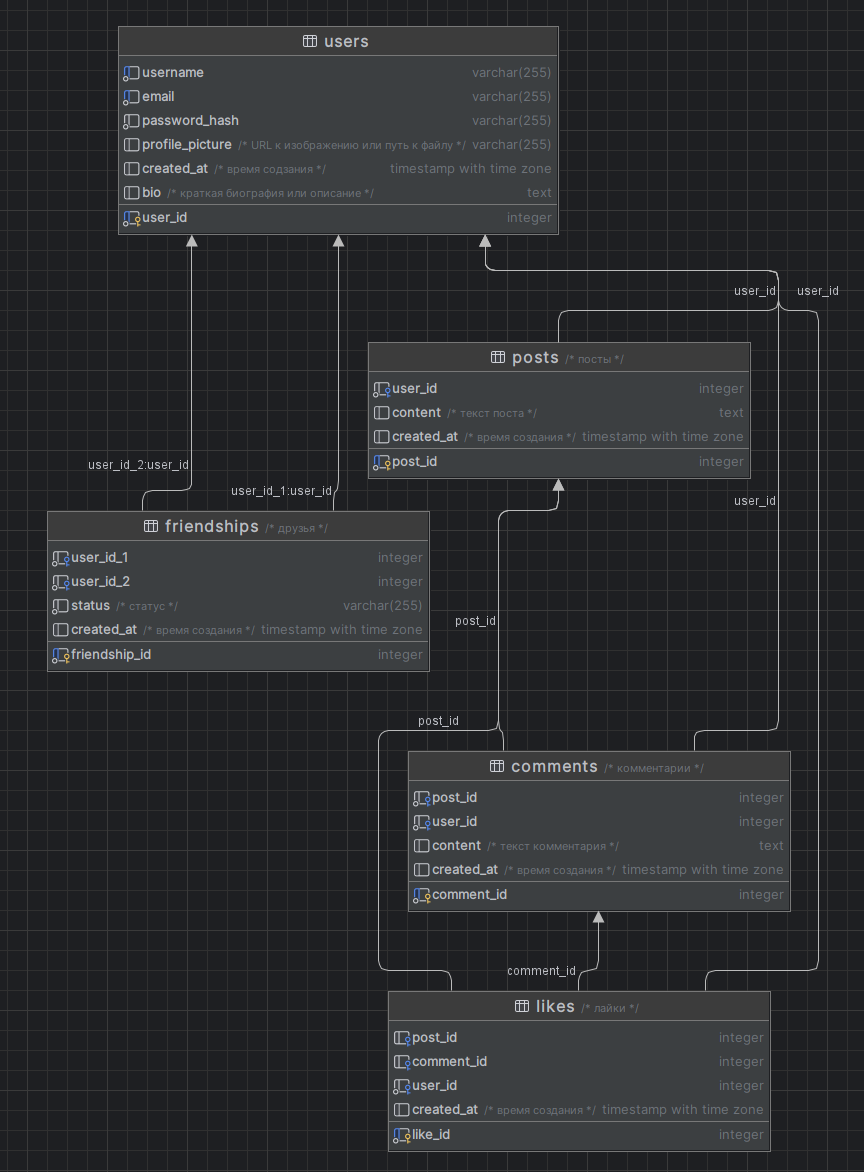 users
username varchar(255)
email varchar(255)
password_hash varchar(255)
profile_picture /* URL к изображению или путь к файлу */ varchar(255)
created_at /* время содзания */ timestamp with time zone
bio /* краткая биография или описание */ text
user_id integer
user_id user_id
posts /* посты */
user_id integer
content /* текст поста */ text
created_at /* время создания */ timestamp with time zone
post_id integer
user_id_2:user_id
user_id_1:user_id
user_id
friendships /* друзья */
user_id_1 integer
user_id_2 integer
status /* статус */ varchar(255)
created_at /* время создания */ timestamp with time zone
friendship_id integer
post_id
post_id
comments /* комментарии */
post_id integer
user_id integer
content /* текст комментария */ text
created_at /* время создания */ timestamp with time zone
comment_id integer
comment_id
likes /* лайки */
post_id integer
comment_id integer
user_id integer
created_at /* время создания */ timestamp with time zone
like_id integer